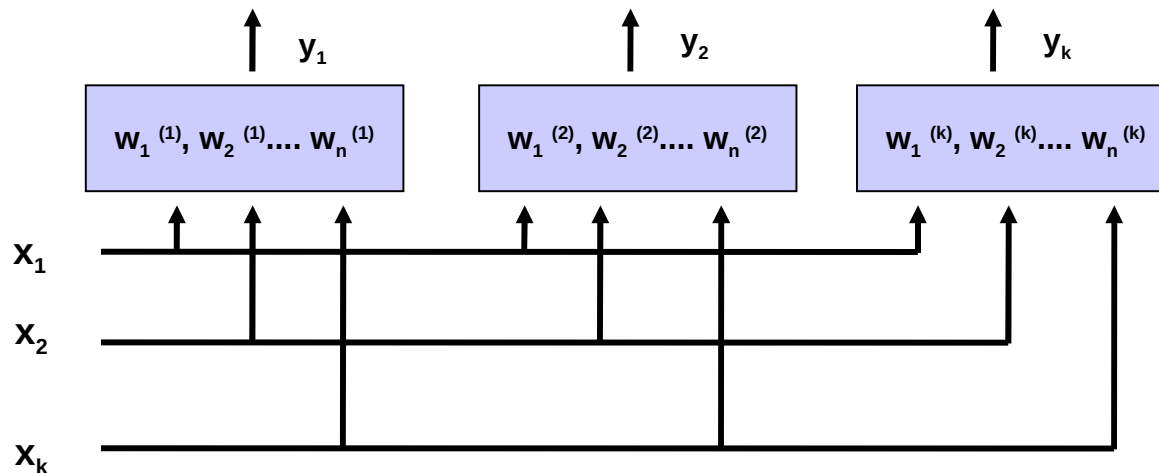 y₁ y₂ yₖ
w₁ ⁽¹⁾, w₂ ⁽¹⁾.... wₙ ⁽¹⁾ w₁ ⁽²⁾, w₂ ⁽²⁾.... wₙ ⁽²⁾ w₁ ⁽ᵏ⁾, w₂ ⁽ᵏ⁾.... wₙ ⁽ᵏ⁾
x₁
x₂
xₖ